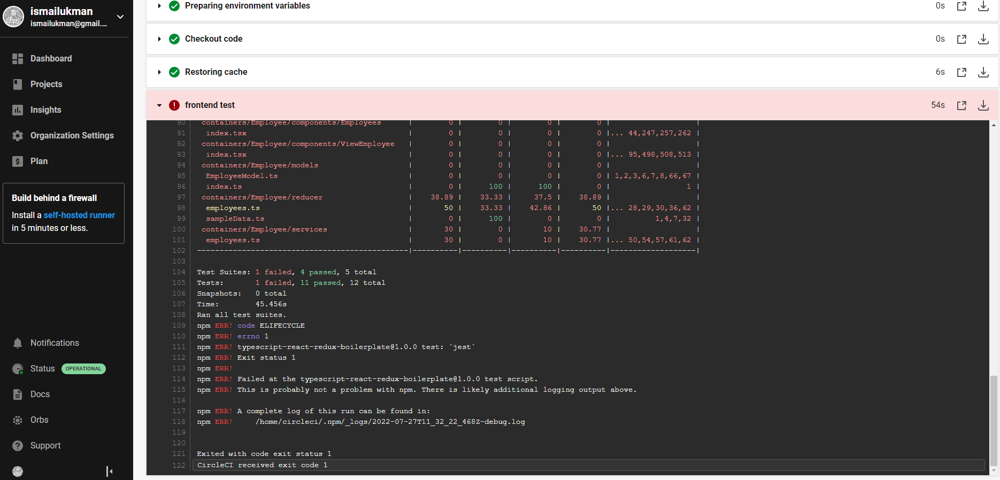 ismailukman
ismailukman@gmail....
Dashboard
Projects
Insights
Organization Settings
Plan
Build behind a firewall
Install a self-hosted runner
in 5 minutes or less.
Notifications
Status OPERATIONAL
Docs
Orbs
Support
Preparing environment variables 0s
Checkout code 0s
Restoring cache 6s
frontend test 54s
90 containers/Employee/components/Employees | 0 | 0 | 0 | 0 | |
91 index.tsx | 0 | 0 | 0 | 0 |... 44,247,257,262 |
92 containers/Employee/components/ViewEmployee | 0 | 0 | 0 | 0 | |
93 index.tsx | 0 | 0 | 0 | 0 |... 95,498,508,513 |
94 containers/Employee/models | 0 | 0 | 0 | 0 | |
95 EmployeeModel.ts | 0 | 0 | 0 | 0 | 1,2,3,6,7,8,66,67 |
96 index.ts | 0 | 100 | 100 | 0 | 1 |
97 containers/Employee/reducer | 38.89 | 33.33 | 37.5 | 38.89 | |
98 employees.ts | 50 | 33.33 | 42.86 | 50 |... 28,29,30,36,62 |
99 sampleData.ts | 0 | 100 | 0 | 0 | 1,4,7,32 |
100 containers/Employee/services | 30 | 0 | 10 | 30.77 | |
101 employees.ts | 30 | 0 | 10 | 30.77 |... 50,54,57,61,62 |
102 -----------------------------------------------|----------|----------|----------|----------|-------------------|
103
104 Test Suites: 1 failed, 4 passed, 5 total
105 Tests: 1 failed, 11 passed, 12 total
106 Snapshots: 0 total
107 Time: 45.456s
108 Ran all test suites.
109 npm ERR! code ELIFECYCLE
110 npm ERR! errno 1
111 npm ERR! typescript-react-redux-boilerplate@1.0.0 test: `jest`
112 npm ERR! Exit status 1
113 npm ERR!
114 npm ERR! Failed at the typescript-react-redux-boilerplate@1.0.0 test script.
115 npm ERR! This is probably not a problem with npm. There is likely additional logging output above.
116
117 npm ERR! A complete log of this run can be found in:
118 npm ERR! /home/circleci/.npm/_logs/2022-07-27T11_32_22_468Z-debug.log
119
120
121 Exited with code exit status 1
122 CircleCI received exit code 1